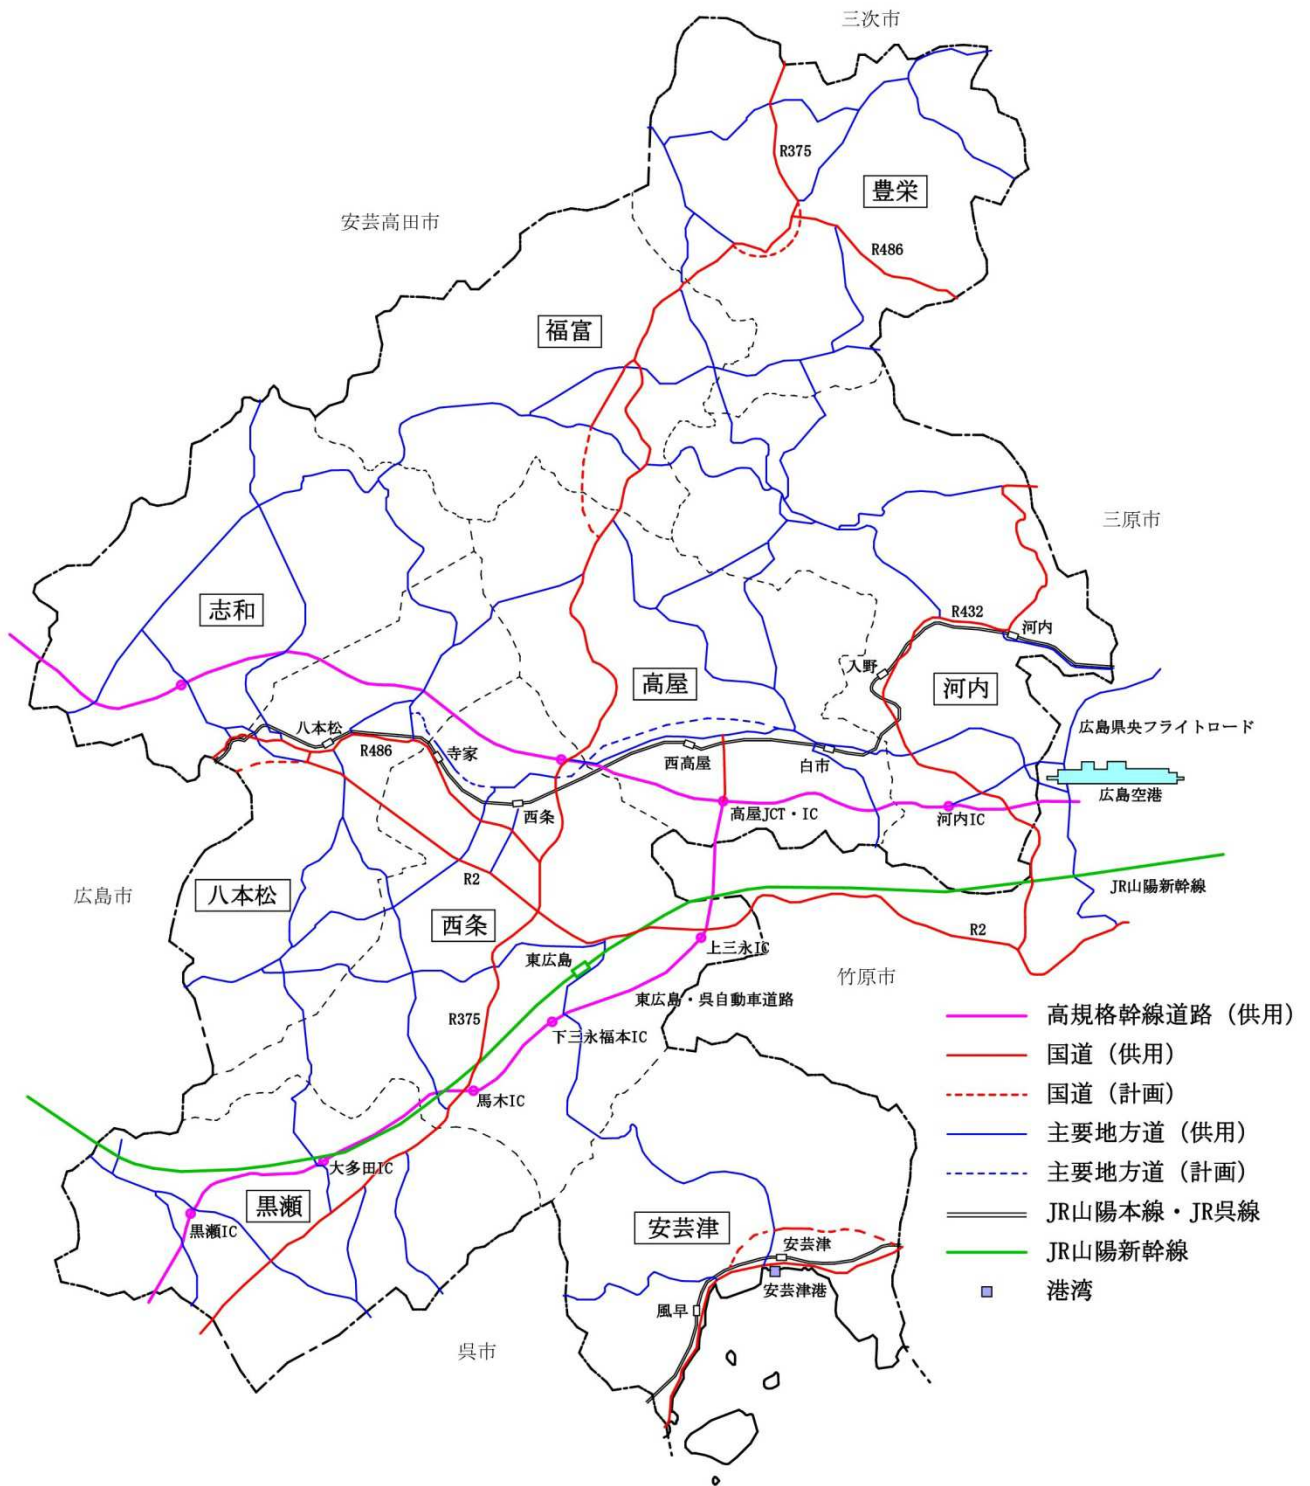 三次市
R375
豊栄
安芸高田市
R486
福富
三原市
志和
R432
河内
入野
高屋
河内
八本松
広島県央フライトロード
R486
寺家
西高屋
白市
広島空港
西条
高屋JCT・IC
河内IC
R2
JR山陽新幹線
広島市
八本松
西条
R2
上三永IC
東広島
竹原市
東広島・呉自動車道路
R375
下三永福本IC
馬木IC
大多田IC
黒瀬
黒瀬IC
安芸津
安芸津
安芸津港
風早
呉市
高規格幹線道路（供用）
国道（供用）
国道（計画）
主要地方道（供用）
主要地方道（計画）
JR山陽本線・JR呉線
JR山陽新幹線
港湾